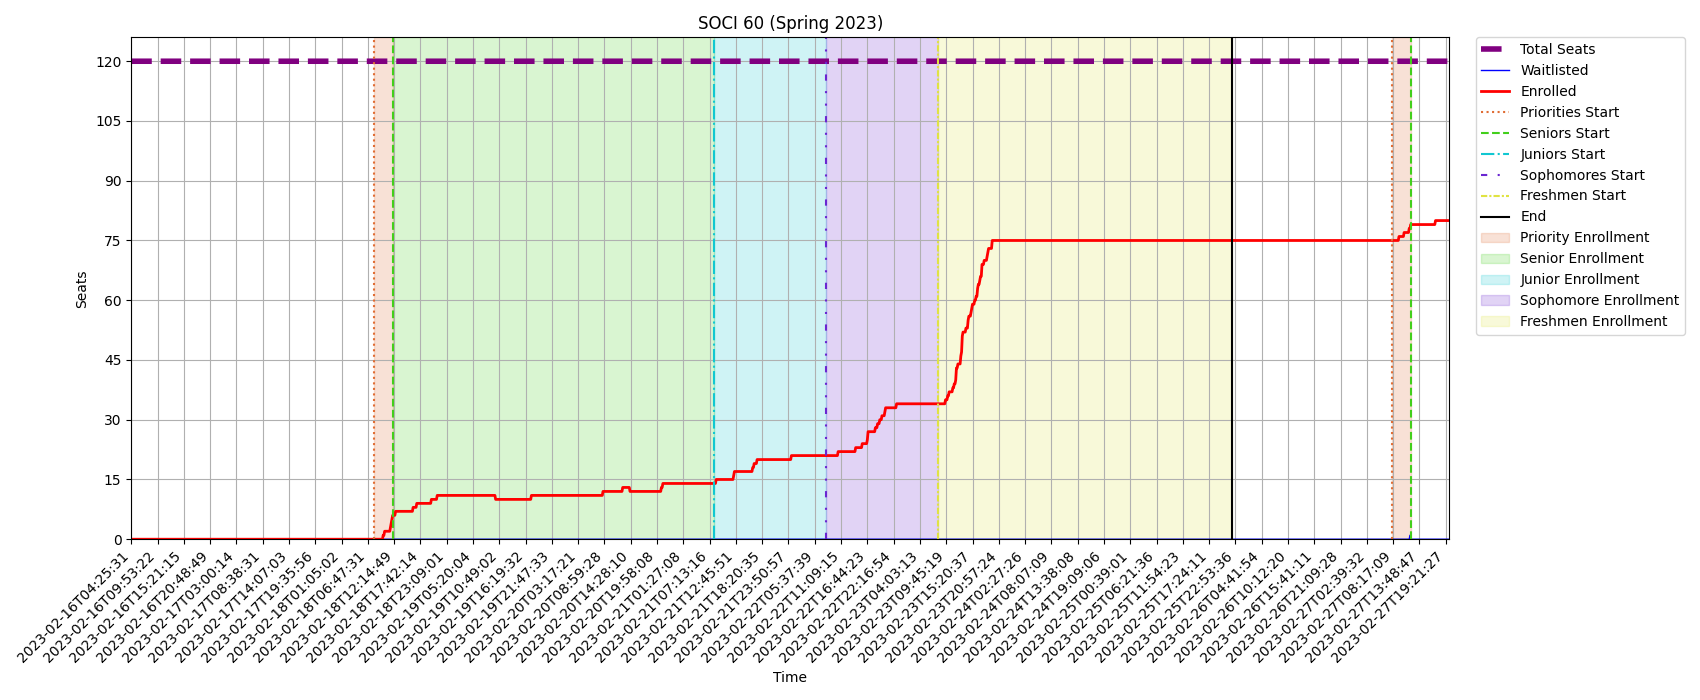 SOCI 60 (Spring 2023)
Seats
120
105
90
75
60
45
30
15
0
2023-02-16T04:25:31
2023-02-16T09:53:22
2023-02-16T15:21:15
2023-02-16T20:48:49
2023-02-17T03:00:14
2023-02-17T08:38:31
2023-02-17T14:07:03
2023-02-17T19:35:56
2023-02-18T01:05:02
2023-02-18T06:47:31
2023-02-18T12:14:49
2023-02-18T17:42:14
2023-02-18T23:09:01
2023-02-19T05:20:04
2023-02-19T10:49:02
2023-02-19T16:19:32
2023-02-19T21:47:33
2023-02-20T03:17:21
2023-02-20T08:59:28
2023-02-20T14:28:10
2023-02-20T19:58:08
2023-02-21T01:27:08
2023-02-21T07:13:16
2023-02-21T12:45:51
2023-02-21T18:20:35
2023-02-21T23:50:57
2023-02-22T05:37:39
2023-02-22T11:09:15
2023-02-22T16:44:23
2023-02-22T22:16:54
2023-02-23T04:03:13
2023-02-23T09:45:19
2023-02-23T15:20:37
2023-02-23T20:57:24
2023-02-24T02:27:26
2023-02-24T08:07:09
2023-02-24T13:38:08
2023-02-24T19:09:06
2023-02-25T00:39:01
2023-02-25T06:21:36
2023-02-25T11:54:23
2023-02-25T17:24:11
2023-02-25T22:53:36
2023-02-26T04:41:54
2023-02-26T10:12:20
2023-02-26T15:41:11
2023-02-26T21:09:28
2023-02-27T02:39:32
2023-02-27T08:17:09
2023-02-27T13:48:47
2023-02-27T19:21:27
Time
Total Seats
Waitlisted
Enrolled
Priorities Start
Seniors Start
Juniors Start
Sophomores Start
Freshmen Start
End
Priority Enrollment
Senior Enrollment
Junior Enrollment
Sophomore Enrollment
Freshmen Enrollment